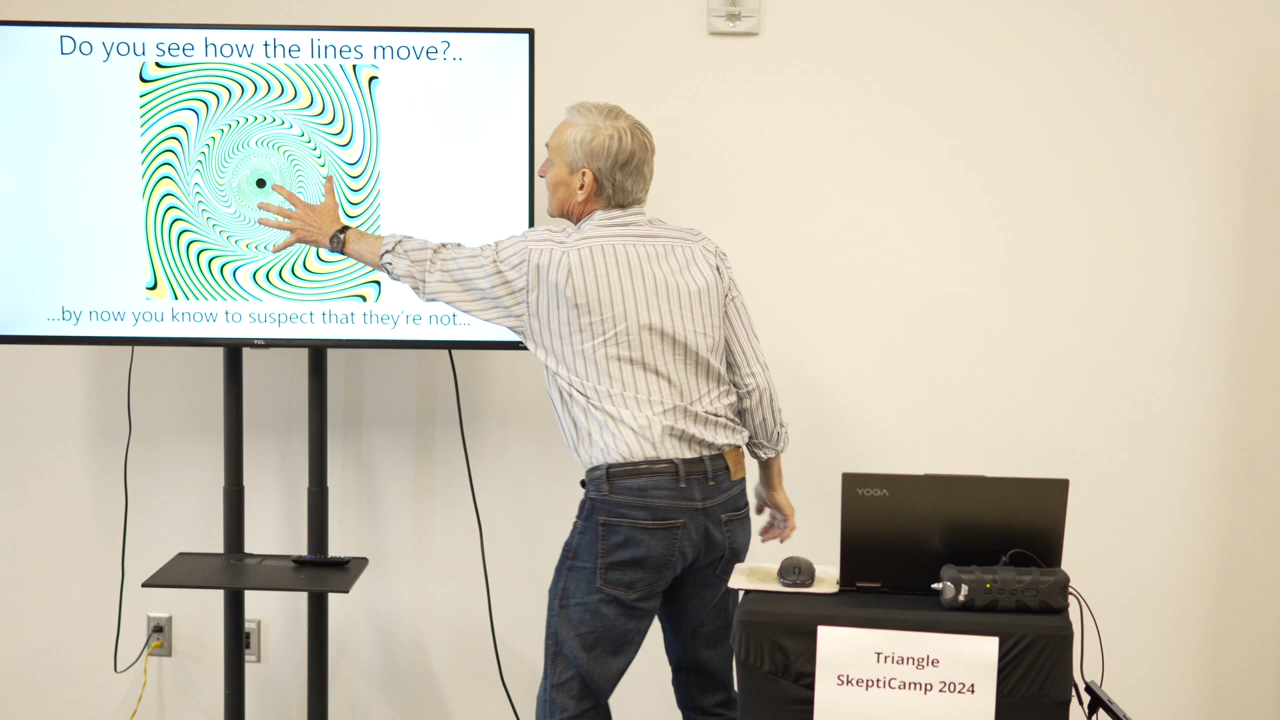 Do you see how the lines move?..
...by now you know to suspect that they're not...
TCL
YOGA
Triangle
SkeptiCamp 2024